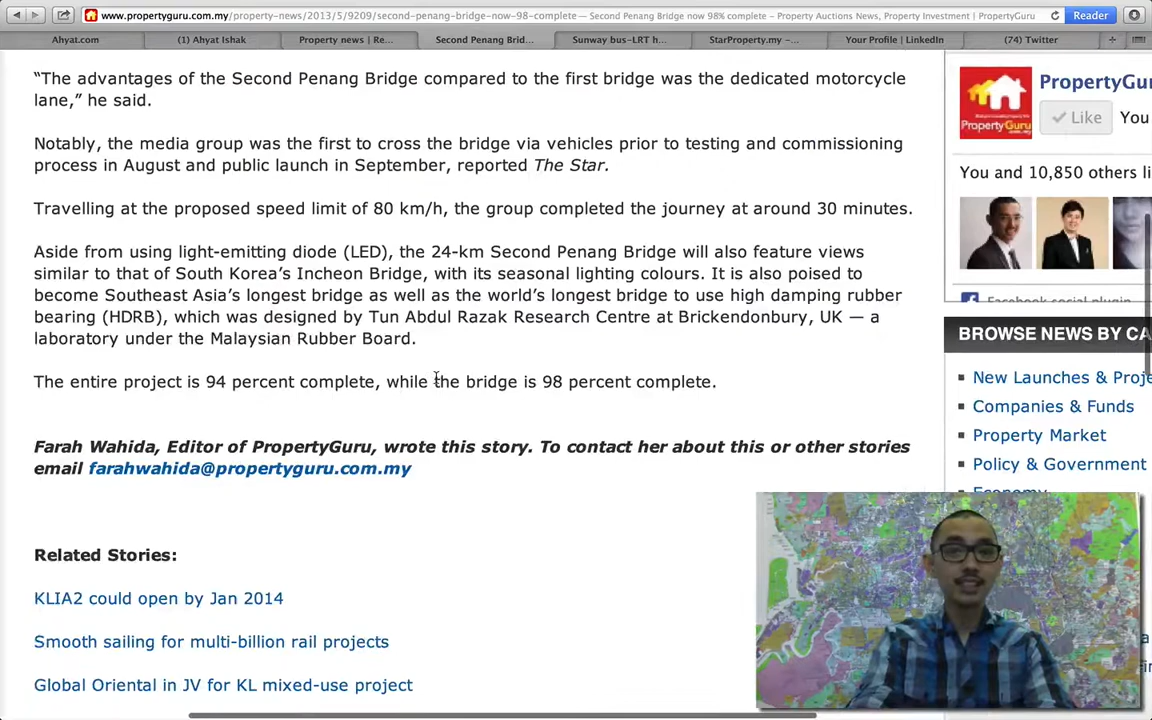 www.propertyguru.com.my/property-news/2013/5/9209/second-penang-bridge-now-98-complete — Second Penang Bridge now 98% complete – Property Auctions News, Property Investment | PropertyGuru
Reader
Ahyat.com
(1) Ahyat Ishak
Property news | Re...
Second Penang Brid...
Sunway bus–LRT h...
StarProperty.my –...
Your Profile | LinkedIn
(74) Twitter
“The advantages of the Second Penang Bridge compared to the first bridge was the dedicated motorcycle
lane,” he said.
Notably, the media group was the first to cross the bridge via vehicles prior to testing and commissioning
process in August and public launch in September, reported The Star.
Travelling at the proposed speed limit of 80 km/h, the group completed the journey at around 30 minutes.
Aside from using light-emitting diode (LED), the 24-km Second Penang Bridge will also feature views
similar to that of South Korea’s Incheon Bridge, with its seasonal lighting colours. It is also poised to
become Southeast Asia’s longest bridge as well as the world’s longest bridge to use high damping rubber
bearing (HDRB), which was designed by Tun Abdul Razak Research Centre at Brickendonbury, UK — a
laboratory under the Malaysian Rubber Board.
The entire project is 94 percent complete, while the bridge is 98 percent complete.
Farah Wahida, Editor of PropertyGuru, wrote this story. To contact her about this or other stories
email farahwahida@propertyguru.com.my
Related Stories:
KLIA2 could open by Jan 2014
Smooth sailing for multi-billion rail projects
Global Oriental in JV for KL mixed-use project
PropertyGuru.com.my
PropertyGur
Like
You
You and 10,850 others li
Facebook social plugin
BROWSE NEWS BY CA
New Launches & Proje
Companies & Funds
Property Market
Policy & Government
Economy